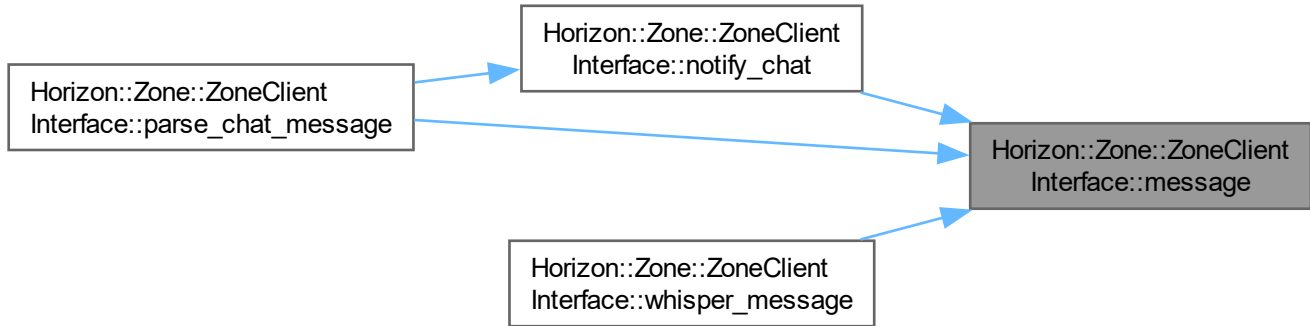 Horizon::Zone::ZoneClient
Interface::parse_chat_message
Horizon::Zone::ZoneClient
Interface::notify_chat
Horizon::Zone::ZoneClient
Interface::whisper_message
Horizon::Zone::ZoneClient
Interface::message